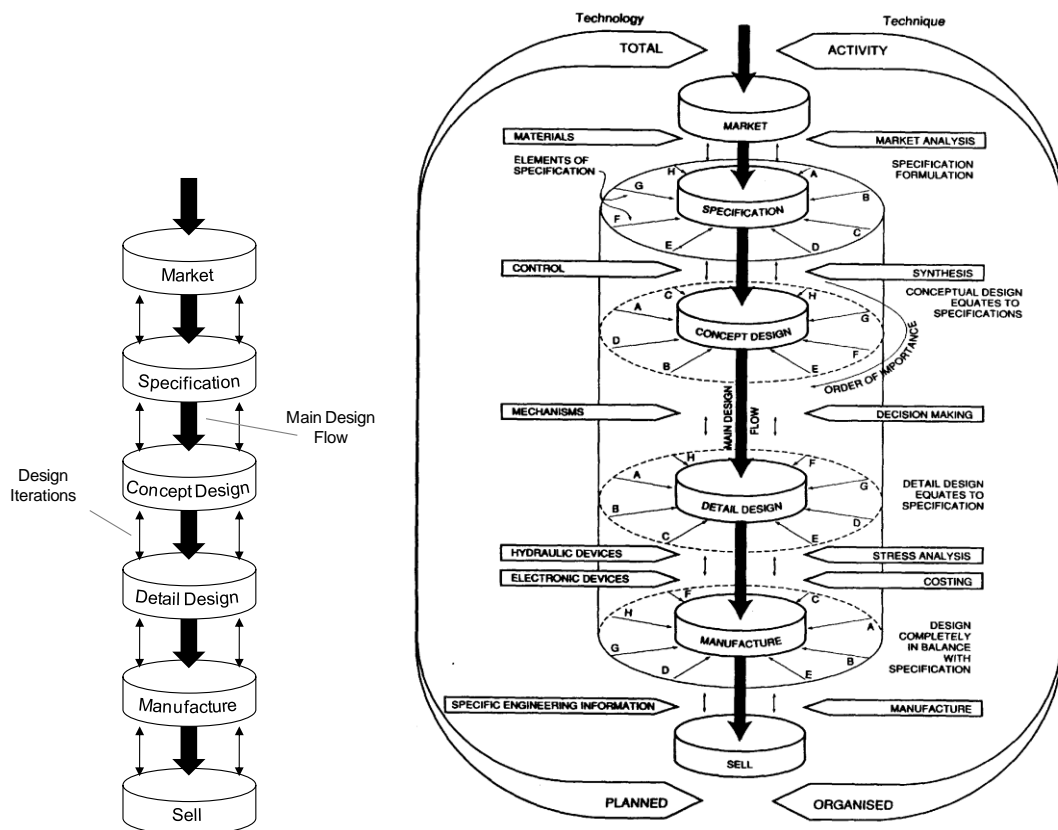 Market
Specification
Main Design
Flow
Concept Design
Design
Iterations
Detail Design
Manufacture
Sell
Technology
Technique
TOTAL
ACTIVITY
MARKET
MATERIALS
MARKET ANALYSIS
ELEMENTS OF
SPECIFICATION
SPECIFICATION
FORMULATION
H
A
G
B
SPECIFICATION
F
C
E
D
CONTROL
SYNTHESIS
CONCEPTUAL DESIGN
EQUATES TO
SPECIFICATIONS
C
H
A
G
CONCEPT DESIGN
D
F
B
E
ORDER OF IMPORTANCE
MECHANISMS
MAIN DESIGN
FLOW
DECISION MAKING
H
F
A
G
DETAIL DESIGN
DETAIL DESIGN
EQUATES TO
SPECIFICATION
B
D
C
E
HYDRAULIC DEVICES
STRESS ANALYSIS
ELECTRONIC DEVICES
COSTING
F
C
H
A
MANUFACTURE
DESIGN
COMPLETELY
IN BALANCE
WITH
SPECIFICATION
G
B
D
E
SPECIFIC ENGINEERING INFORMATION
MANUFACTURE
SELL
PLANNED
ORGANISED